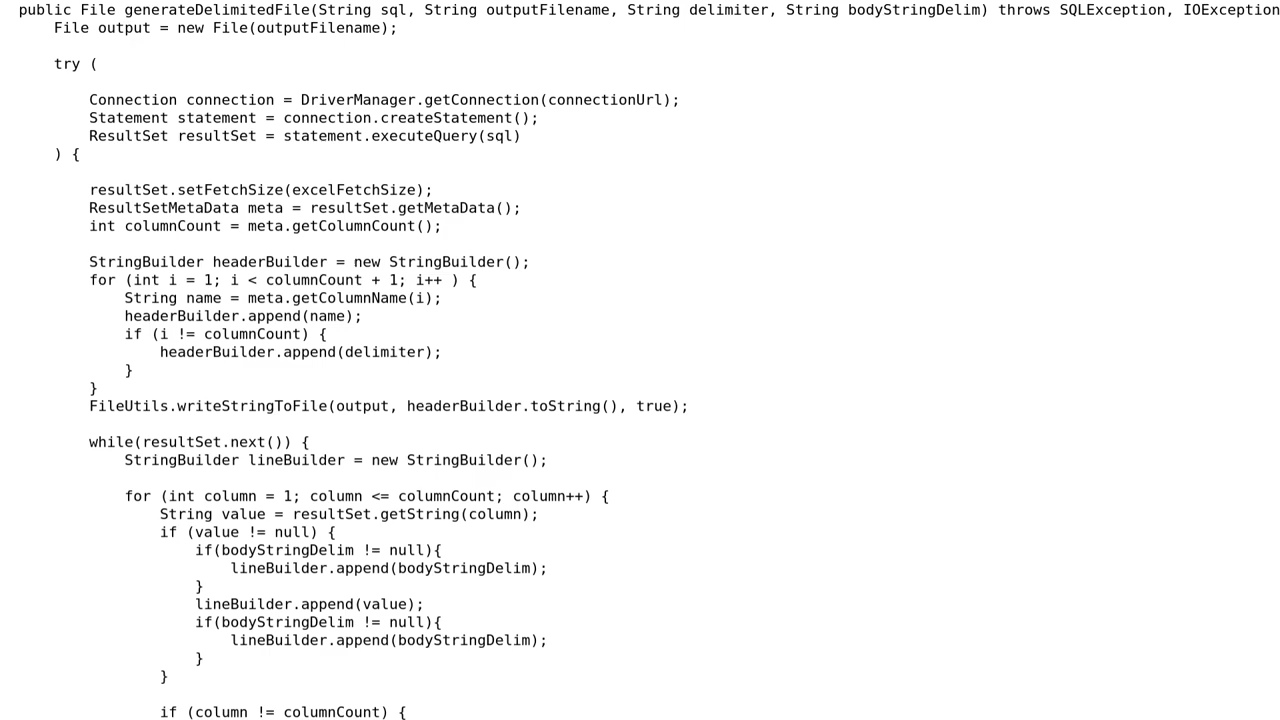 public File generateDelimitedFile(String sql, String outputFilename, String delimiter, String bodyStringDelim) throws SQLException, IOException
File output = new File(outputFilename);
try (
Connection connection = DriverManager.getConnection(connectionUrl);
Statement statement = connection.createStatement();
ResultSet resultSet = statement.executeQuery(sql)
) {
resultSet.setFetchSize(excelFetchSize);
ResultSetMetaData meta = resultSet.getMetaData();
int columnCount = meta.getColumnCount();
StringBuilder headerBuilder = new StringBuilder();
for (int i = 1; i < columnCount + 1; i++ ) {
String name = meta.getColumnName(i);
headerBuilder.append(name);
if (i != columnCount) {
headerBuilder.append(delimiter);
}
}
FileUtils.writeStringToFile(output, headerBuilder.toString(), true);
while(resultSet.next()) {
StringBuilder lineBuilder = new StringBuilder();
for (int column = 1; column <= columnCount; column++) {
String value = resultSet.getString(column);
if (value != null) {
if(bodyStringDelim != null){
lineBuilder.append(bodyStringDelim);
}
lineBuilder.append(value);
if(bodyStringDelim != null){
lineBuilder.append(bodyStringDelim);
}
}
if (column != columnCount) {